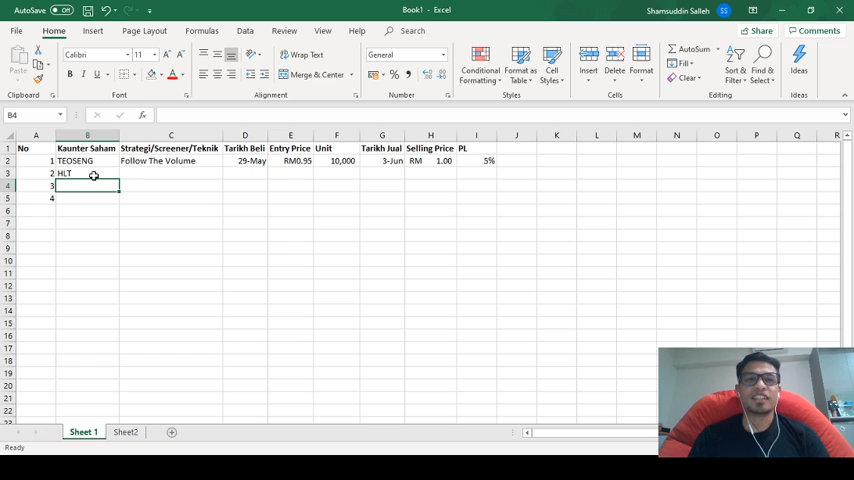 AutoSave Off Book1 - Excel Shamsuddin Salleh SS
File Home Insert Page Layout Formulas Data Review View Help Search Share Comments
Paste Calibri 11 Wrap Text General Conditional Formatting Format as Table Cell Styles Insert Delete Format AutoSum Fill Clear Sort & Filter Find & Select Ideas
B I U Merge & Center
Clipboard Font Alignment Number Styles Cells Editing Ideas
B4 fx
A B C D E F G H I J K L M N O P Q R
1 No Kaunter Saham Strategi/Screener/Teknik Tarikh Beli Entry Price Unit Tarikh Jual Selling Price PL
2 1 TEOSENG Follow The Volume 29-May RM0.95 10,000 3-Jun RM 1.00 5%
3 2 HLT
4 3
5 4
6
7
8
9
10
11
12
13
14
15
16
17
18
19
20
21
22
23
Sheet 1 Sheet2
Ready